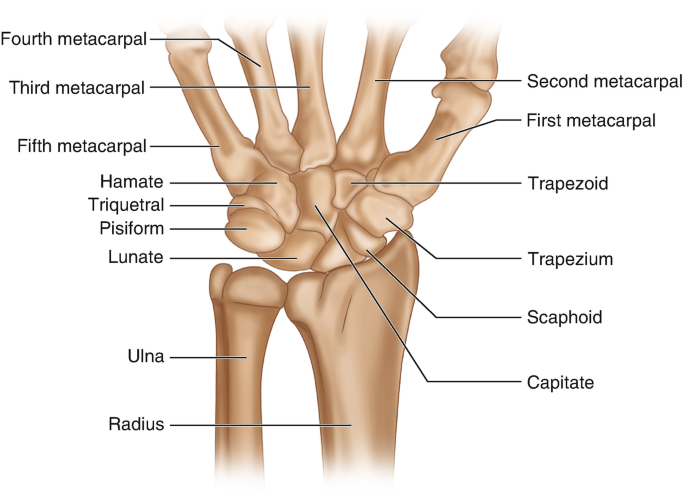 Fourth metacarpal
Third metacarpal
Fifth metacarpal
Hamate
Triquetral
Pisiform
Lunate
Ulna
Radius
Second metacarpal
First metacarpal
Trapezoid
Trapezium
Scaphoid
Capitate